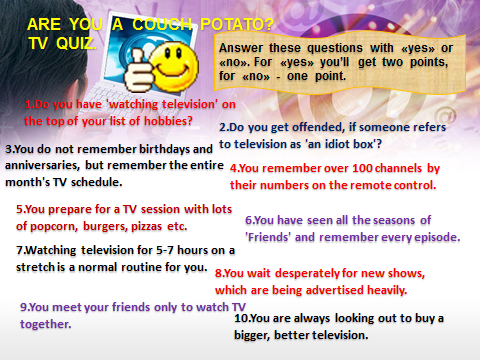 ARE YOU A COUCH POTATO?
TV QUIZ.
Answer these questions with «yes» or
«no». For «yes» you'll get two points,
for «no» - one point.
1.Do you have 'watching television' on
the top of your list of hobbies?
2.Do you get offended, if someone refers
to television as 'an idiot box'?
3.You do not remember birthdays and
anniversaries, but remember the entire
month's TV schedule.
4.You remember over 100 channels by
their numbers on the remote control.
5.You prepare for a TV session with lots
of popcorn, burgers, pizzas etc.
6.You have seen all the seasons of
'Friends' and remember every episode.
7.Watching television for 5-7 hours on a
stretch is a normal routine for you.
8.You wait desperately for new shows,
which are being advertised heavily.
9.You meet your friends only to watch TV
together.
10.You are always looking out to buy a
bigger, better television.